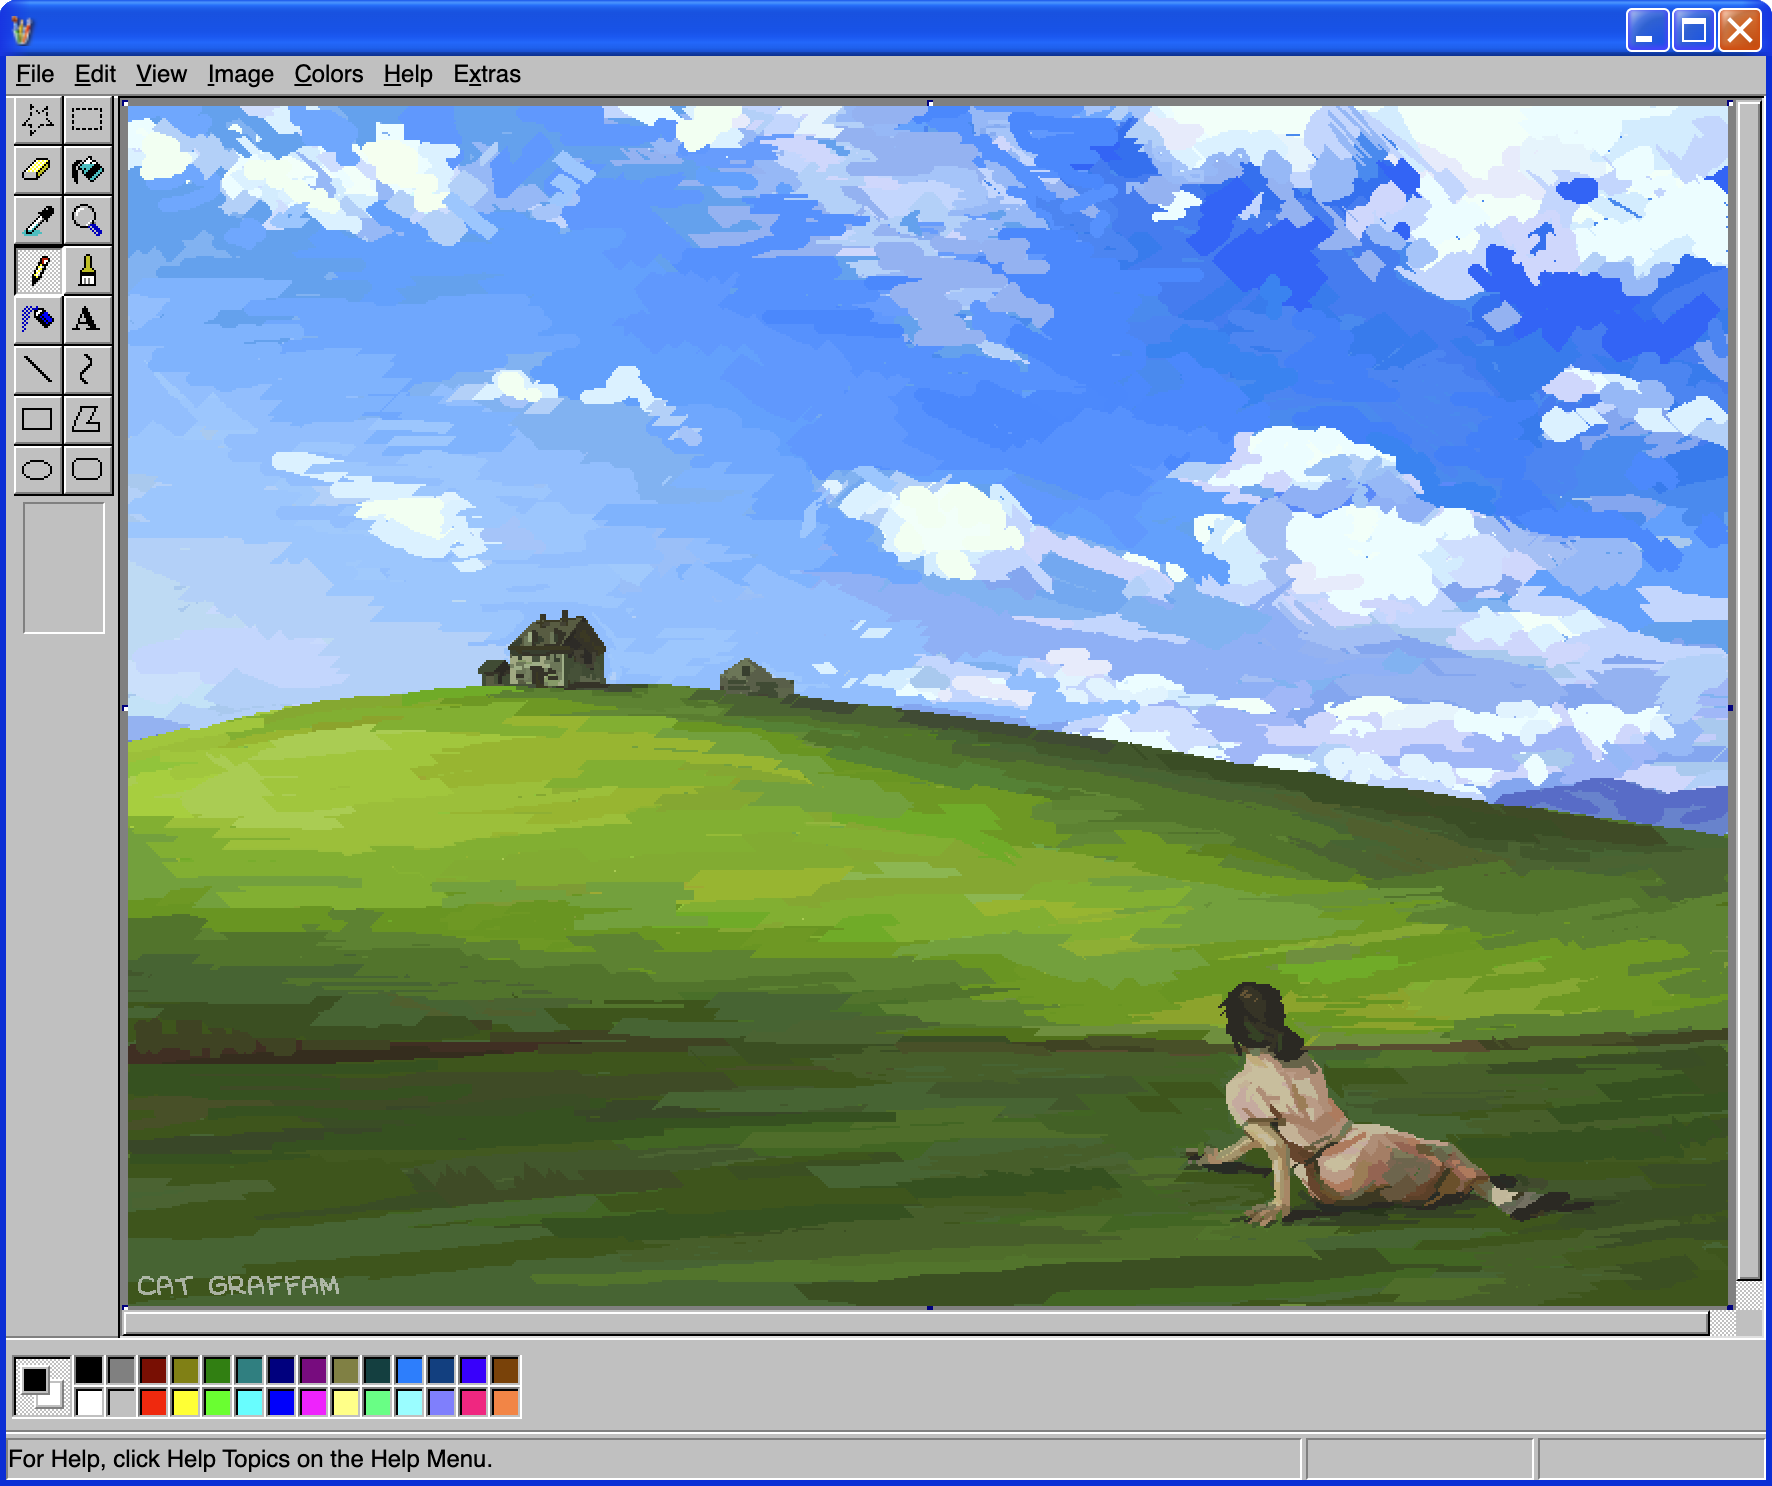 File Edit View Image Colors Help Extras
A
CAT GRAFFAM
For Help, click Help Topics on the Help Menu.